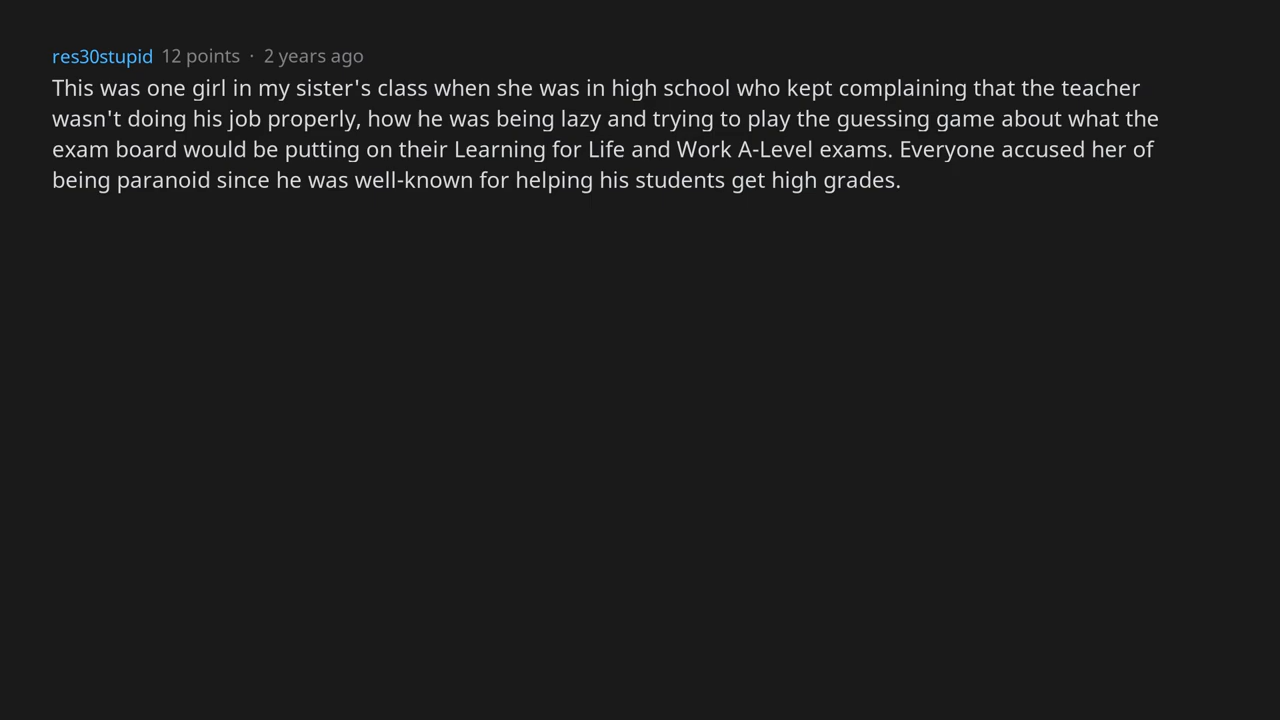 res30stupid 12 points · 2 years ago
This was one girl in my sister's class when she was in high school who kept complaining that the teacher
wasn't doing his job properly, how he was being lazy and trying to play the guessing game about what the
exam board would be putting on their Learning for Life and Work A-Level exams. Everyone accused her of
being paranoid since he was well-known for helping his students get high grades.